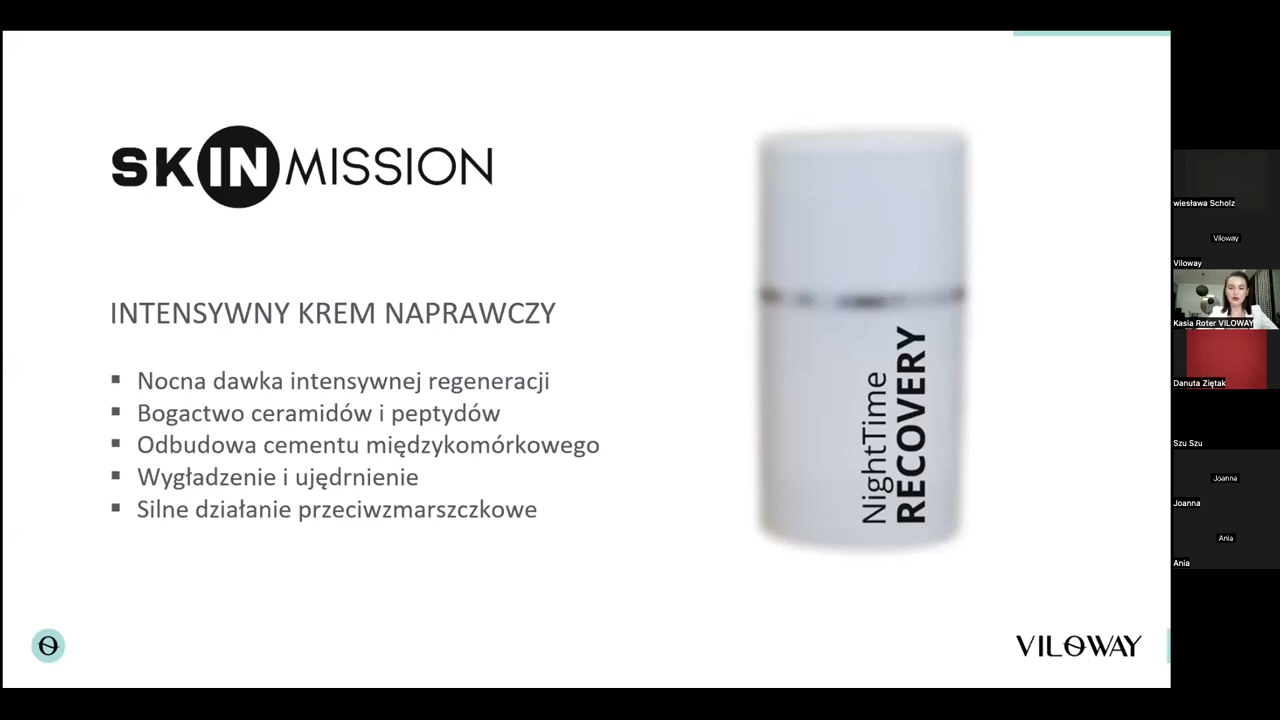 SKINMISSION
INTENSYWNY KREM NAPRAWCZY
▪ Nocna dawka intensywnej regeneracji
▪ Bogactwo ceramidów i peptydów
▪ Odbudowa cementu międzykomórkowego
▪ Wygładzenie i ujędrnienie
▪ Silne działanie przeciwzmarszczkowe
NightTime
RECOVERY
VILOWAY
wiesława Scholz
Viloway
Viloway
Kasia Roter VILOWAY
Danuta Ziętak
Szu Szu
Joanna
Joanna
Ania
Ania